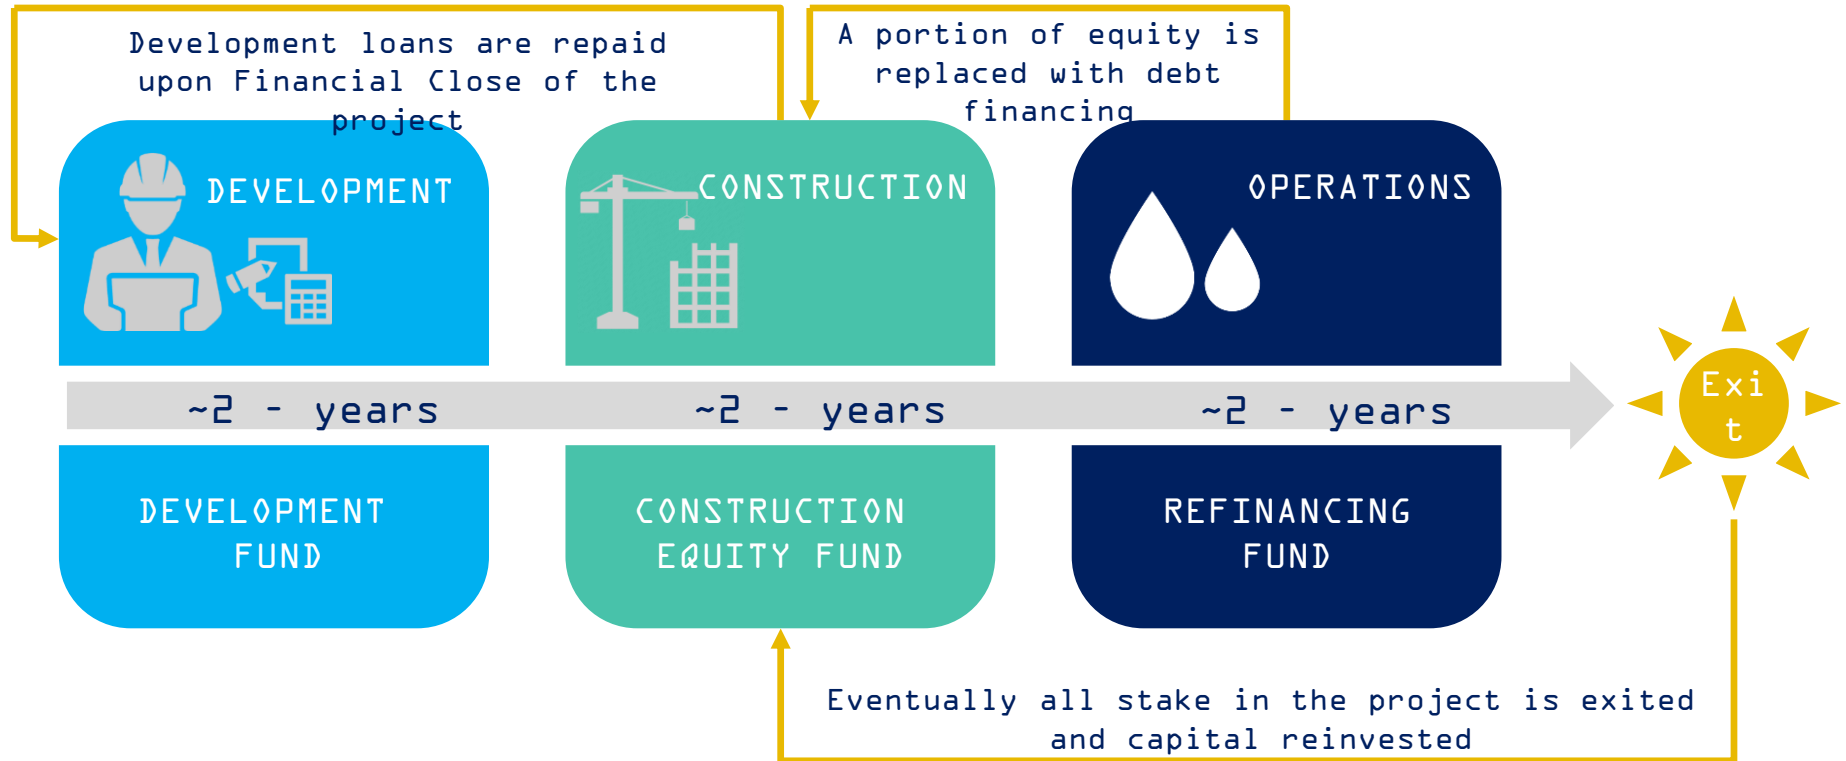 Development loans are repaid
upon Financial Close of the
project
A portion of equity is
replaced with debt
financing
DEVELOPMENT
CONSTRUCTION
OPERATIONS
~2 - years
~2 - years
~2 - years
Exi
t
DEVELOPMENT
FUND
CONSTRUCTION
EQUITY FUND
REFINANCING
FUND
Eventually all stake in the project is exited
and capital reinvested